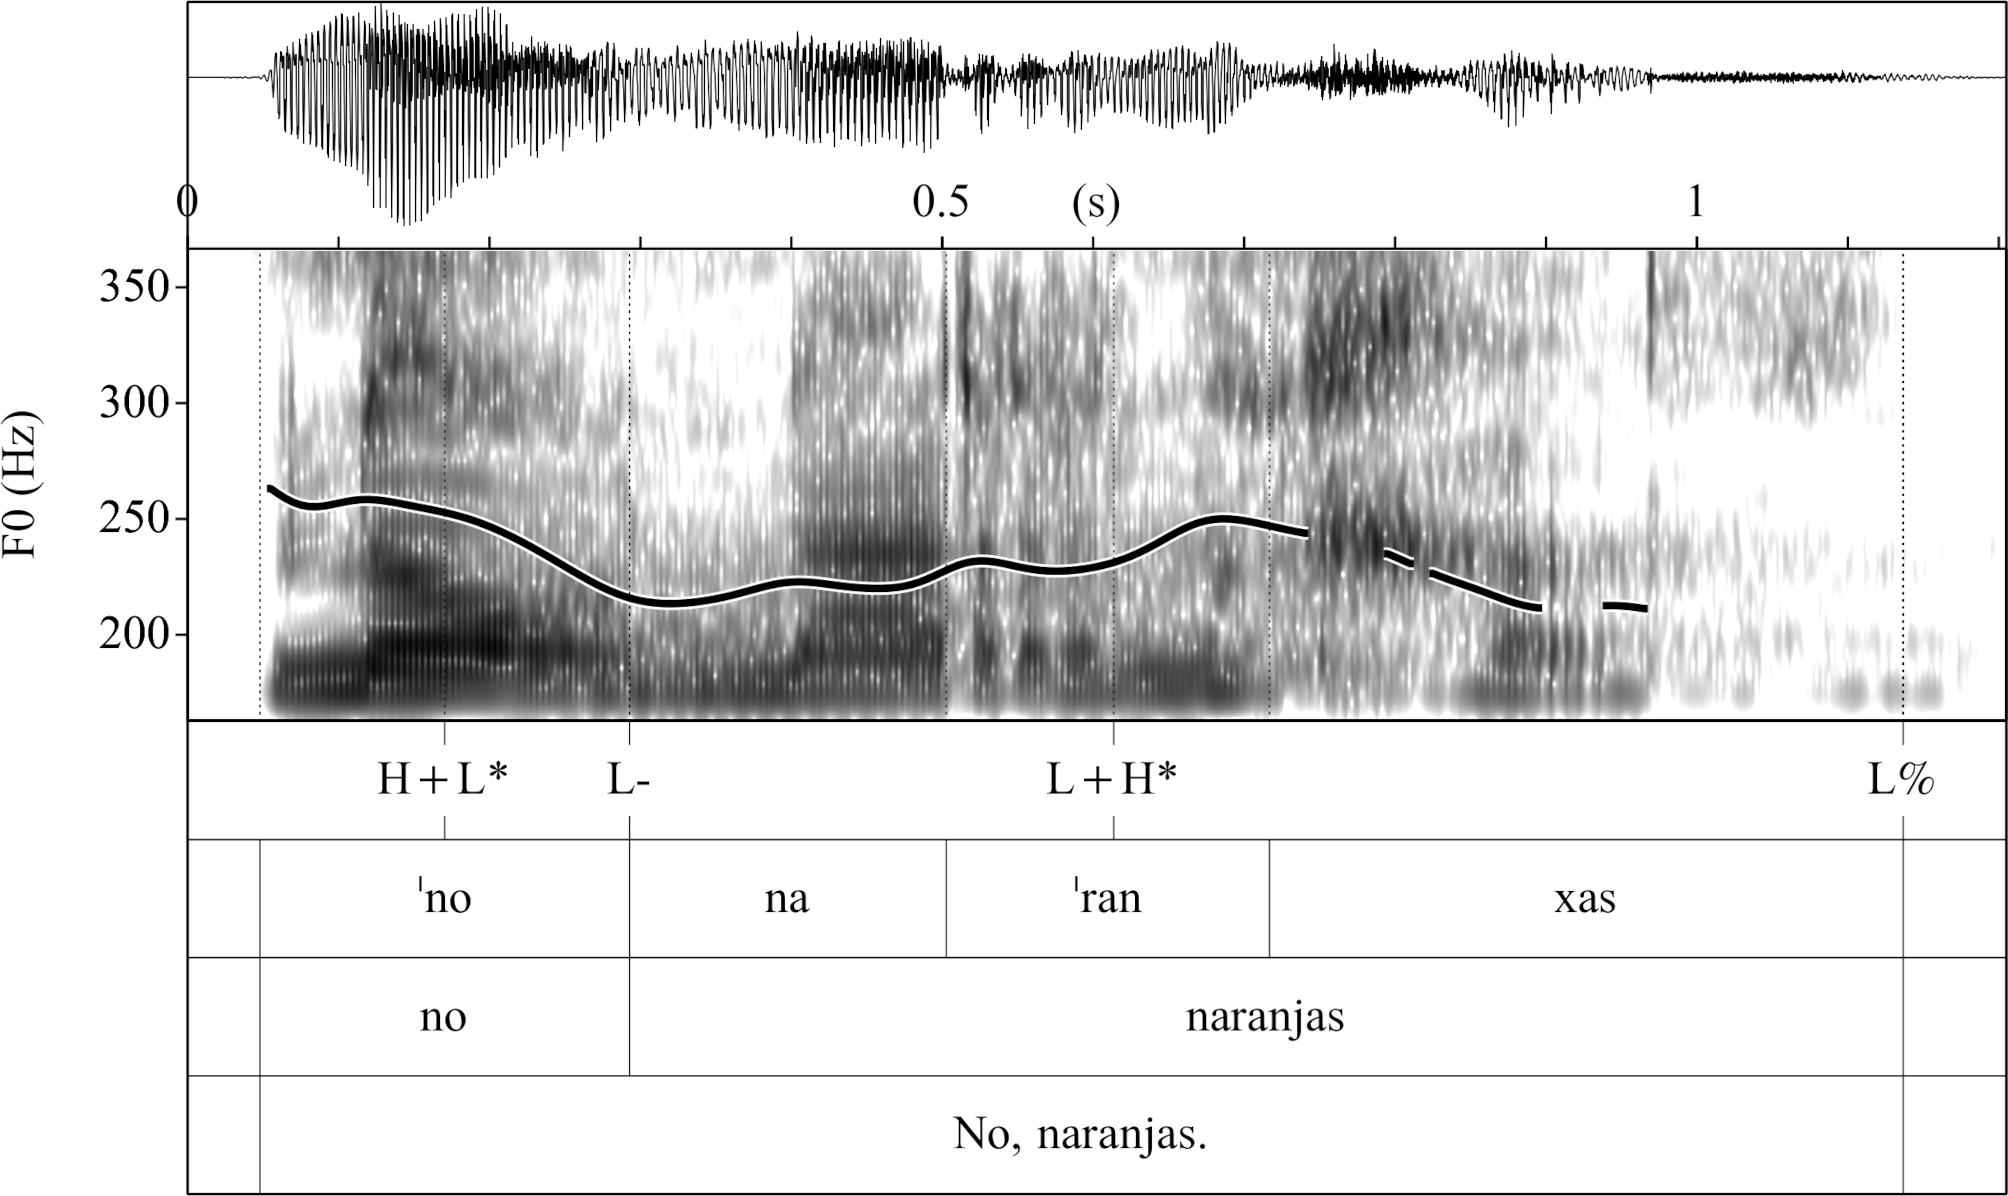 0 0.5 (s) 1
350
300
250
200
F0 (Hz)
H+L* L- L+H* L%
ˈno na ˈran xas
no naranjas
No, naranjas.